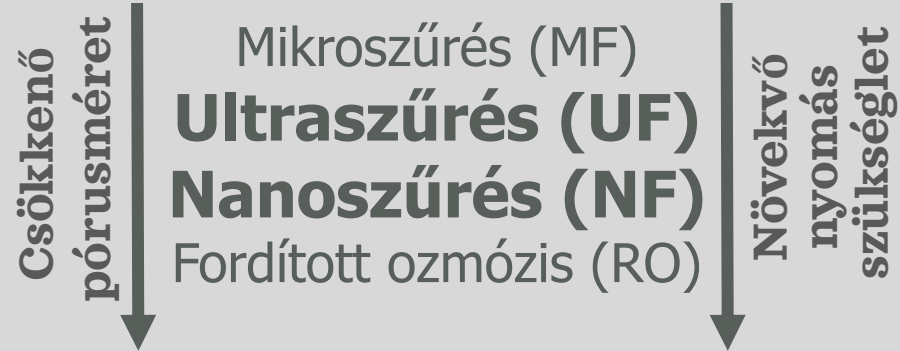 Csökkenő
pórusméret
Mikroszűrés (MF)
Ultraszűrés (UF)
Nanoszűrés (NF)
Fordított ozmózis (RO)
Növekvő
nyomás
szükséglet